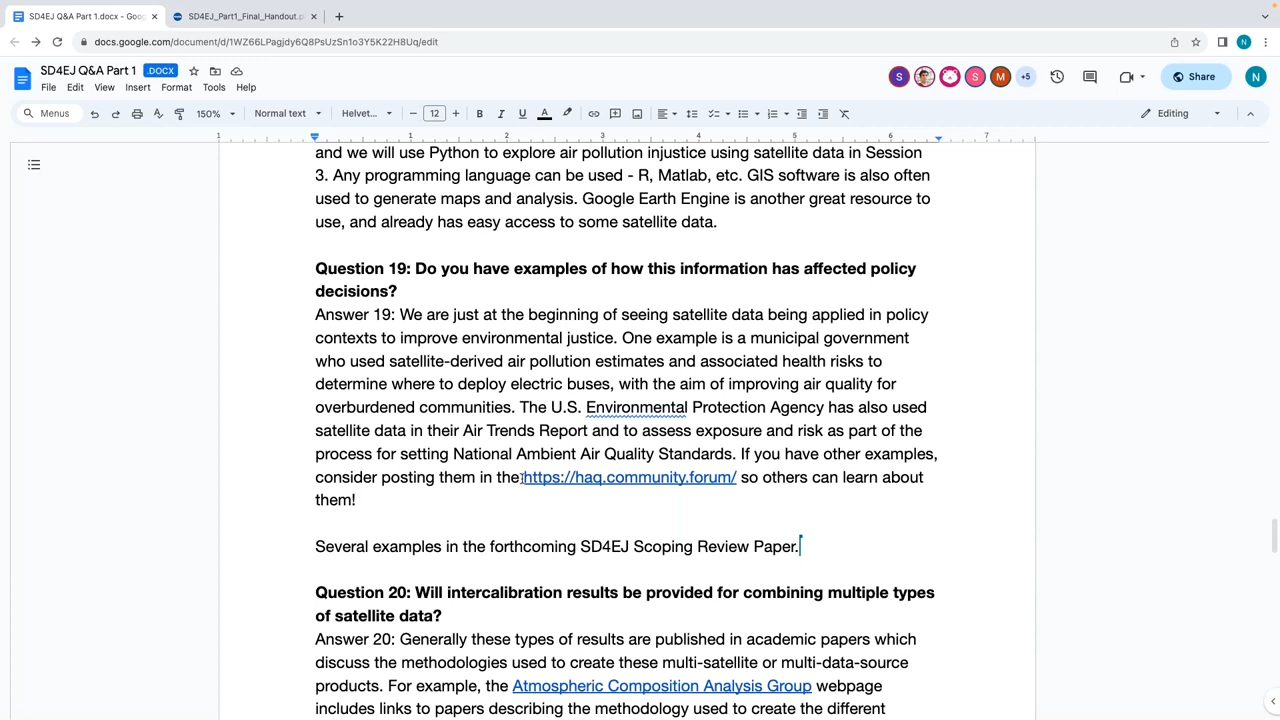 SD4EJ Q&A Part 1.docx - Goo
SD4EJ_Part1_Final_Handout.p
docs.google.com/document/d/1WZ66LPagjdy6Q8PsUzSn1o3Y5K22H8Uq/edit
N
SD4EJ Q&A Part 1
.DOCX
File Edit View Insert Format Tools Help
S
S
M
+5
Share
N
Menus
150%
Normal text
Helvet...
12
B I U A
Editing
1 1 2 3 4 5 6 7
and we will use Python to explore air pollution injustice using satellite data in Session
3. Any programming language can be used - R, Matlab, etc. GIS software is also often
used to generate maps and analysis. Google Earth Engine is another great resource to
use, and already has easy access to some satellite data.
Question 19: Do you have examples of how this information has affected policy
decisions?
Answer 19: We are just at the beginning of seeing satellite data being applied in policy
contexts to improve environmental justice. One example is a municipal government
who used satellite-derived air pollution estimates and associated health risks to
determine where to deploy electric buses, with the aim of improving air quality for
overburdened communities. The U.S. Environmental Protection Agency has also used
satellite data in their Air Trends Report and to assess exposure and risk as part of the
process for setting National Ambient Air Quality Standards. If you have other examples,
consider posting them in the https://haq.community.forum/ so others can learn about
them!
Several examples in the forthcoming SD4EJ Scoping Review Paper.
Question 20: Will intercalibration results be provided for combining multiple types
of satellite data?
Answer 20: Generally these types of results are published in academic papers which
discuss the methodologies used to create these multi-satellite or multi-data-source
products. For example, the Atmospheric Composition Analysis Group webpage
includes links to papers describing the methodology used to create the different